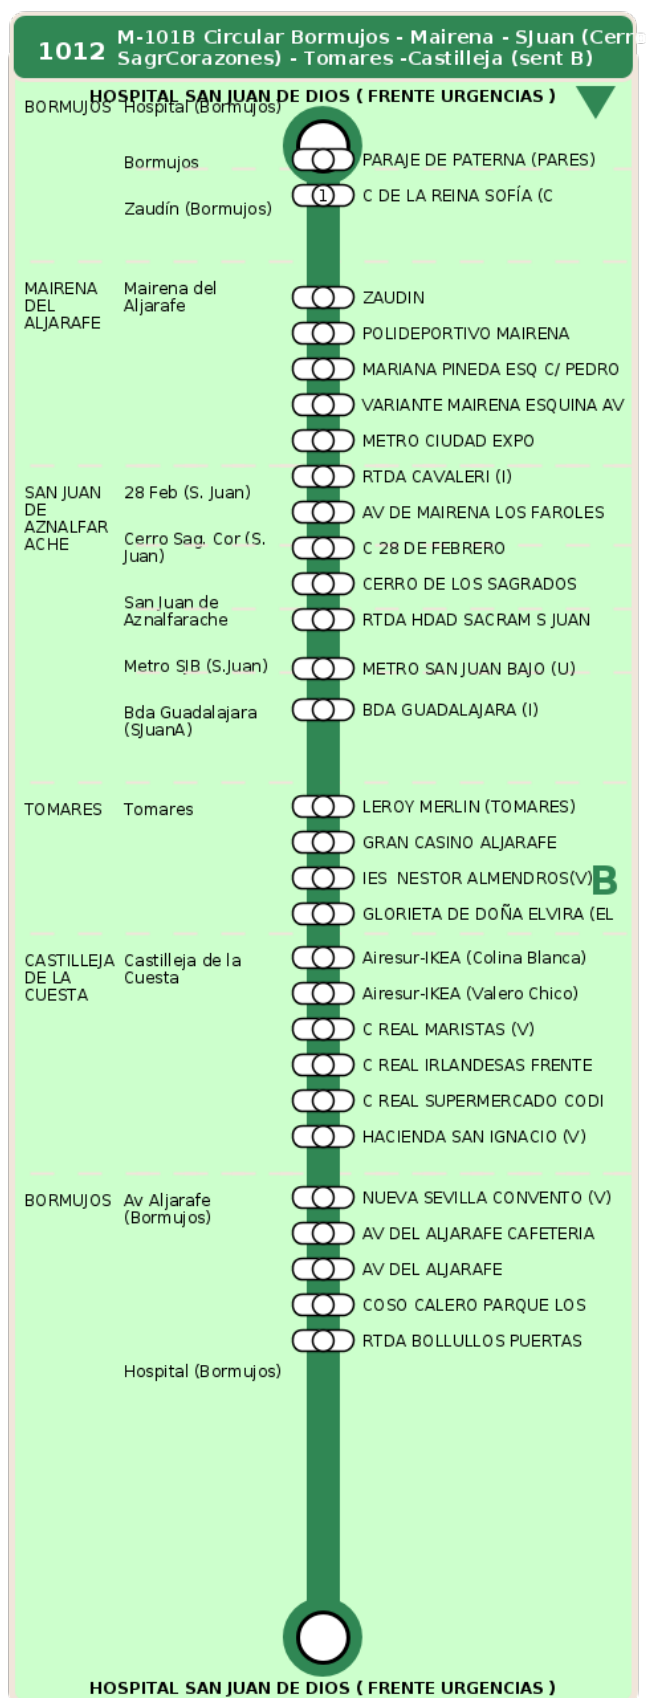 1012
M-101B Circular Bormujos - Mairena - SJuan (Cerro
SagrCorazones) - Tomares -Castilleja (sent B)
HOSPITAL SAN JUAN DE DIOS ( FRENTE URGENCIAS )
BORMUJOS
Hospital (Bormujos)
Bormujos
PARAJE DE PATERNA (PARES)
1
C DE LA REINA SOFÍA (C
Zaudín (Bormujos)
MAIRENA
DEL
ALJARAFE
Mairena del
Aljarafe
ZAUDIN
POLIDEPORTIVO MAIRENA
MARIANA PINEDA ESQ C/ PEDRO
VARIANTE MAIRENA ESQUINA AV
METRO CIUDAD EXPO
RTDA CAVALERI (I)
SAN JUAN
DE
AZNALFAR
ACHE
28 Feb (S. Juan)
AV DE MAIRENA LOS FAROLES
Cerro Sag. Cor (S.
Juan)
C 28 DE FEBRERO
CERRO DE LOS SAGRADOS
San Juan de
Aznalfarache
RTDA HDAD SACRAM S JUAN
Metro SJB (S.Juan)
METRO SAN JUAN BAJO (U)
Bda Guadalajara
(SJuanA)
BDA GUADALAJARA (I)
TOMARES
Tomares
LEROY MERLIN (TOMARES)
GRAN CASINO ALJARAFE
IES  NESTOR ALMENDROS(V)
B
GLORIETA DE DOÑA ELVIRA (EL
CASTILLEJA
DE LA
CUESTA
Castilleja de la
Cuesta
Airesur-IKEA (Colina Blanca)
Airesur-IKEA (Valero Chico)
C REAL MARISTAS (V)
C REAL IRLANDESAS FRENTE
C REAL SUPERMERCADO CODI
HACIENDA SAN IGNACIO (V)
BORMUJOS
Av Aljarafe
(Bormujos)
NUEVA SEVILLA CONVENTO (V)
AV DEL ALJARAFE CAFETERIA
AV DEL ALJARAFE
COSO CALERO PARQUE LOS
RTDA BOLLULLOS PUERTAS
Hospital (Bormujos)
HOSPITAL SAN JUAN DE DIOS ( FRENTE URGENCIAS )